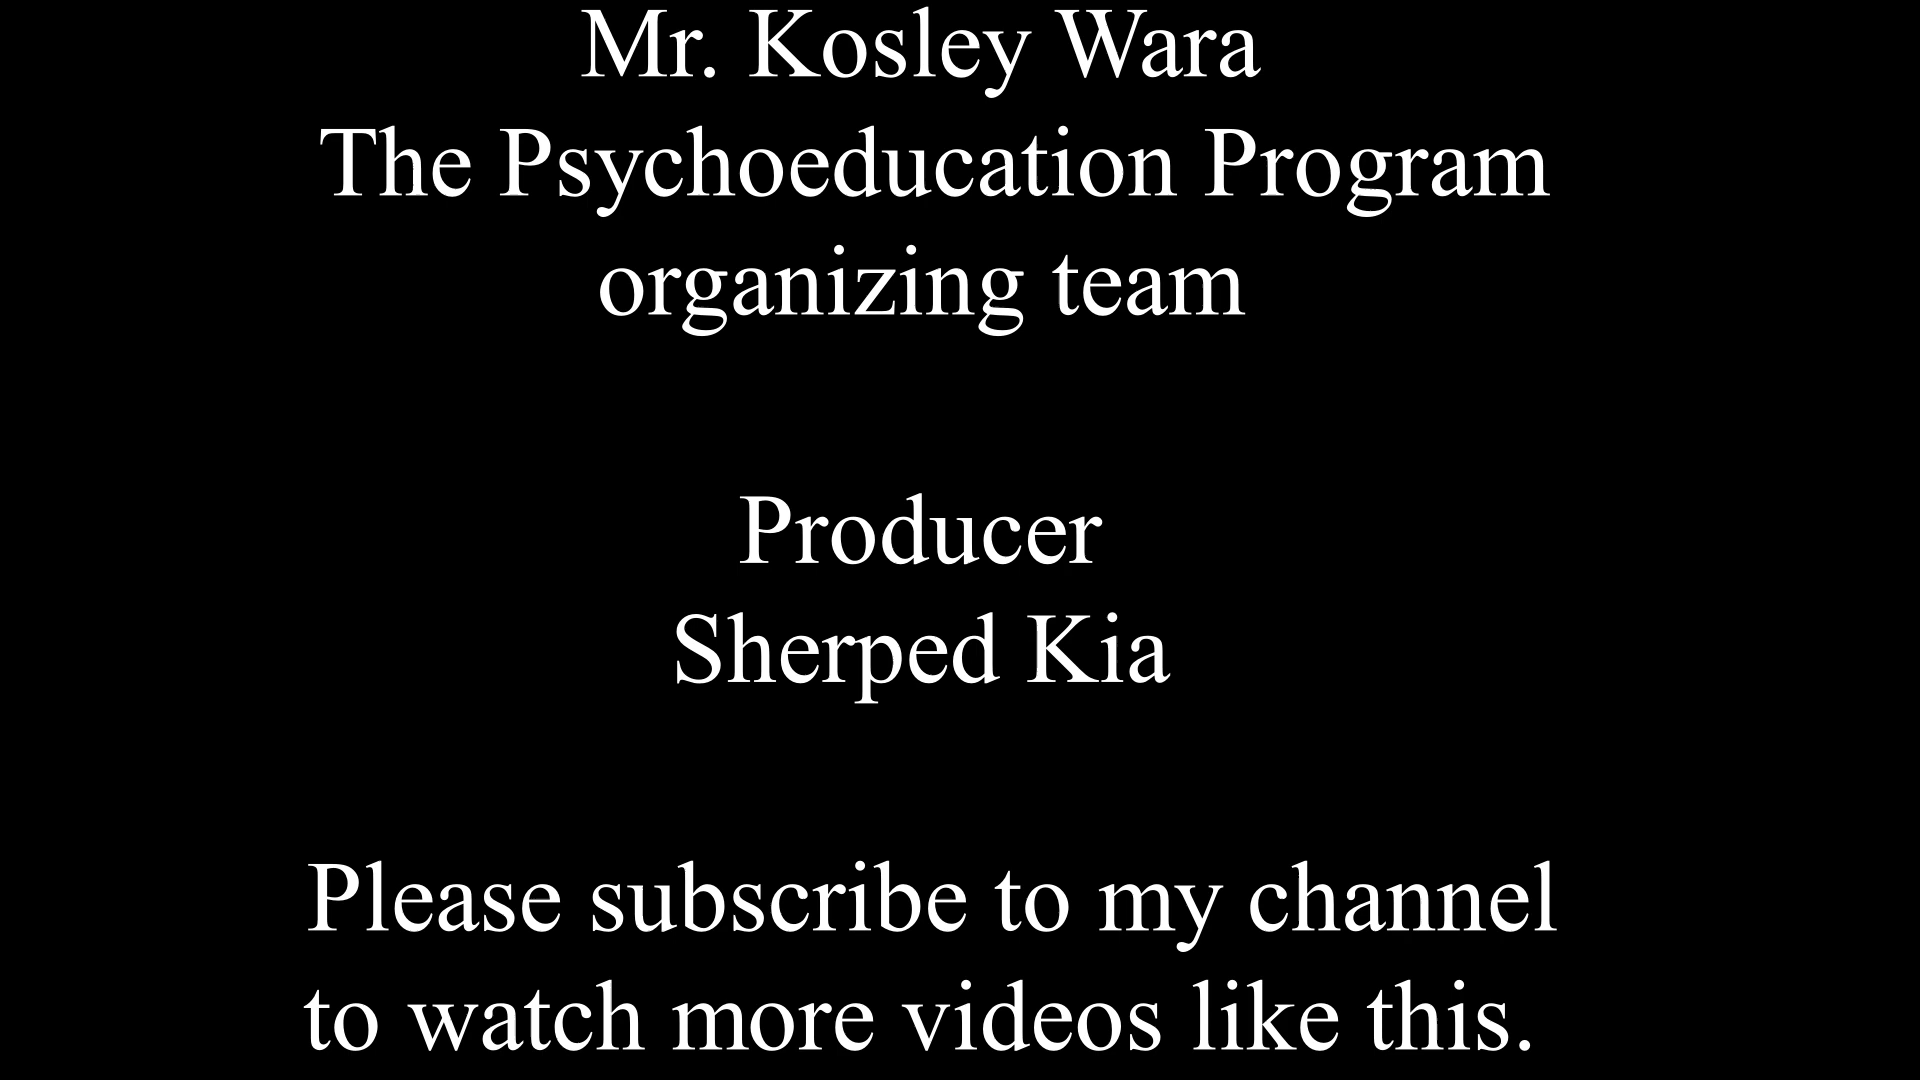 Mr. Kosley Wara
The Psychoeducation Program
organizing team
Producer
Sherped Kia
Please subscribe to my channel
to watch more videos like this.